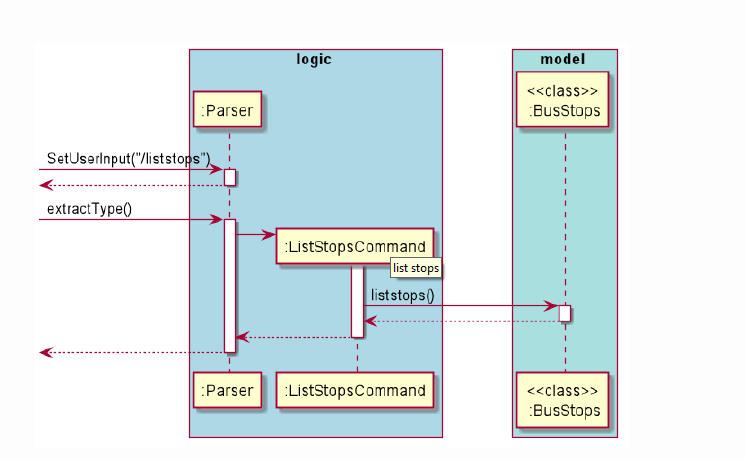 logic
model
:Parser
<<class>>
:BusStops
SetUserInput("/liststops")
extractType()
:ListStopsCommand
list stops
liststops()
:Parser
:ListStopsCommand
<<class>>
:BusStops